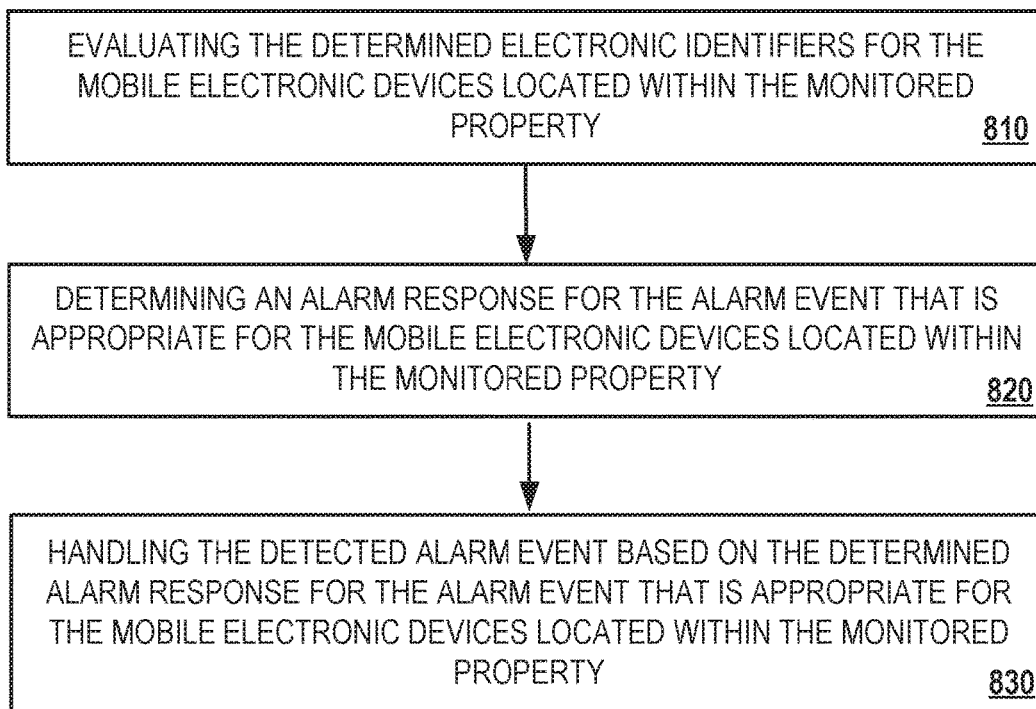 EVALUATING THE DETERMINED ELECTRONIC IDENTIFIERS FOR THE
MOBILE ELECTRONIC DEVICES LOCATED WITHIN THE MONITORED
PROPERTY
810
DETERMINING AN ALARM RESPONSE FOR THE ALARM EVENT THAT IS
APPROPRIATE FOR THE MOBILE ELECTRONIC DEVICES LOCATED WITHIN
THE MONITORED PROPERTY
820
HANDLING THE DETECTED ALARM EVENT BASED ON THE DETERMINED
ALARM RESPONSE FOR THE ALARM EVENT THAT IS APPROPRIATE FOR
THE MOBILE ELECTRONIC DEVICES LOCATED WITHIN THE MONITORED
PROPERTY
830